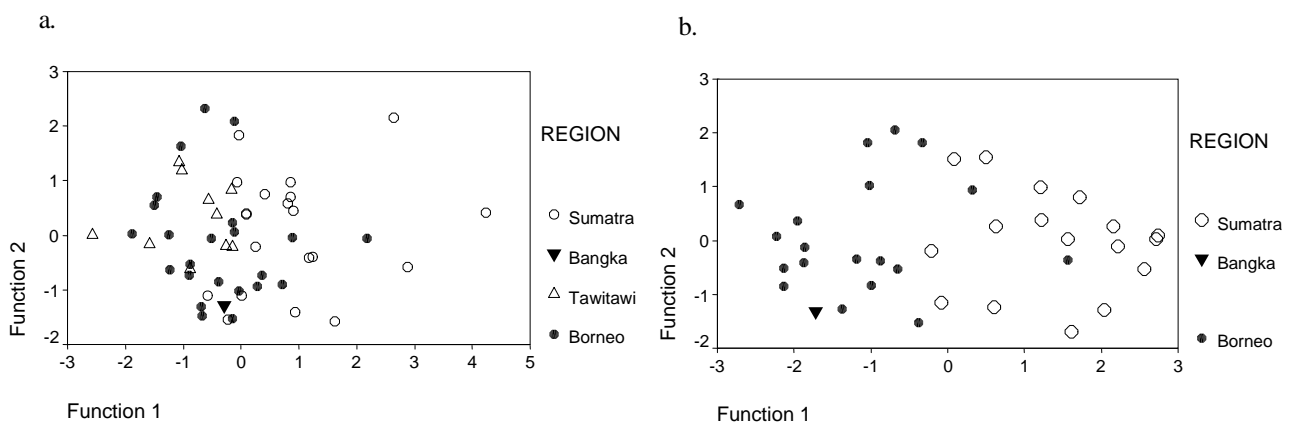 a.
3
2
1
0
-1
-2
-3 -2 -1 0 1 2 3 4 5
Function 2
Function 1
REGION
Sumatra
Bangka
Tawitawi
Borneo
b.
3
2
1
0
-1
-2
-3 -2 -1 0 1 2 3
Function 2
Function 1
REGION
Sumatra
Bangka
Borneo